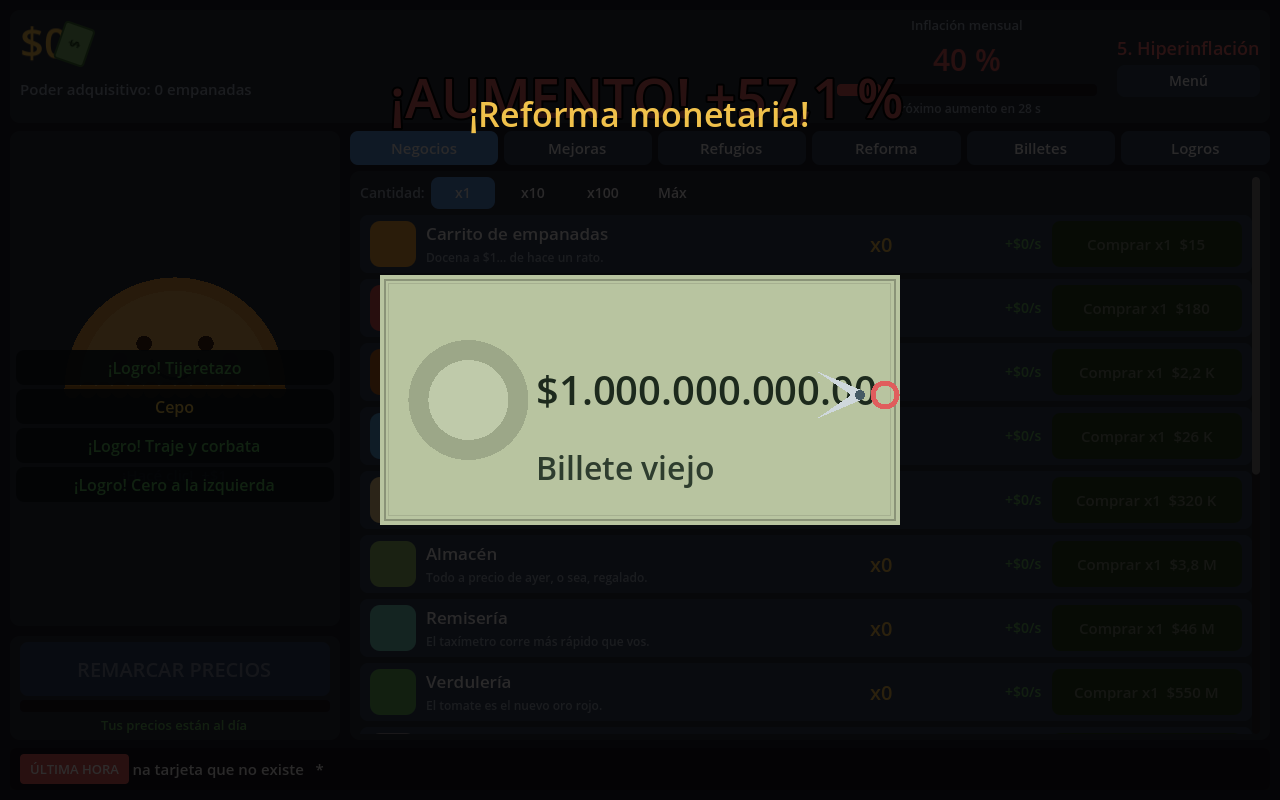 $0
Poder adquisitivo: 0 empanadas
Inflación mensual
40 %
óximo aumento en 28 s
5. Hiperinflación
Menú
¡AUMENTO! +57,1 %
¡Reforma monetaria!
Negocios
Mejoras
Refugios
Reforma
Billetes
Logros
Cantidad:
x1
x10
x100
Máx
Carrito de empanadas
Docena a $1... de hace un rato.
x0
+$0/s
Comprar x1 $15
+$0/s
Comprar x1 $180
+$0/s
Comprar x1 $2,2 K
+$0/s
Comprar x1 $26 K
+$0/s
Comprar x1 $320 K
$1.000.000.000.00
Billete viejo
Almacén
Todo a precio de ayer, o sea, regalado.
x0
+$0/s
Comprar x1 $3,8 M
Remisería
El taxímetro corre más rápido que vos.
x0
+$0/s
Comprar x1 $46 M
Verdulería
El tomate es el nuevo oro rojo.
x0
+$0/s
Comprar x1 $550 M
¡Logro! Tijeretazo
Cepo
¡Logro! Traje y corbata
¡Logro! Cero a la izquierda
REMARCAR PRECIOS
Tus precios están al día
ÚLTIMA HORA
na tarjeta que no existe *